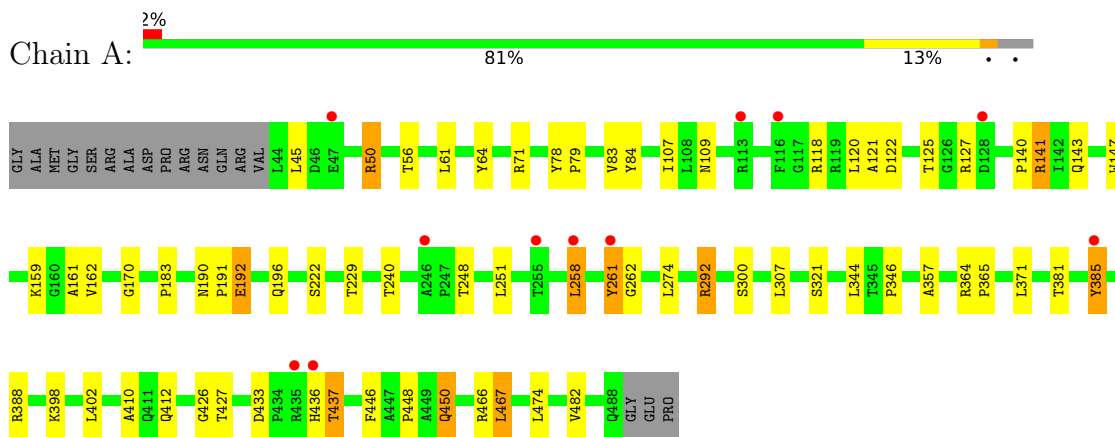 2%
Chain A:
81% 13% • •
GLY ALA MET GLY SER ARG ALA ASP PRO ARG ASN GLN ARG VAL L44 L45 D46 E47 R50 T56 L61 Y64 R71 Y78 P79 V83 Y84 I107 L108 N109 R113 F116 G117 R118 R119 L120 A121 D122 T125 G126 R127 D128 P140 R141 I142 Q143
K159 G160 A161 V162 G170 P183 N190 P191 E192 Q196 S222 T229 T240 A246 P247 T248 L251 T255 L258 Y261 G262 L274 R292 S300 L307 S321 L344 T345 P346 A357 R364 P365 L371 T381 Y385
R388 K398 L402 A410 Q411 Q412 G426 T427 D433 P434 R435 H436 T437 F446 A447 P448 A449 Q450 R466 L467 L474 V482 Q488 GLY GLU PRO